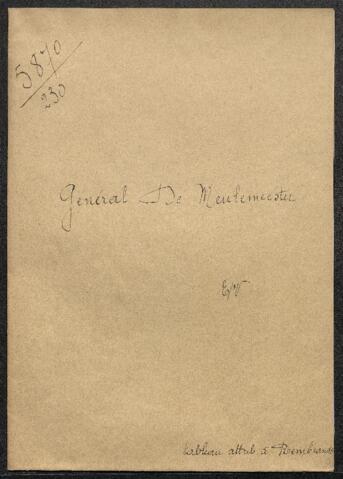 5870
230
Général De Meulemeester
tableau attrib à Rembrandt